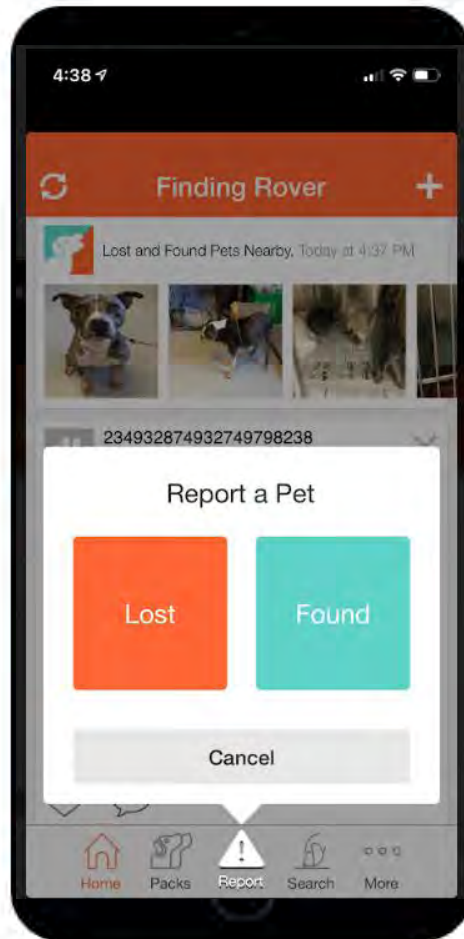 4:38
Finding Rover
Lost and Found Pets Nearby. Today at 4:37 PM
234932874932749798238
Report a Pet
Lost Found
Cancel
Home Packs Report Search More